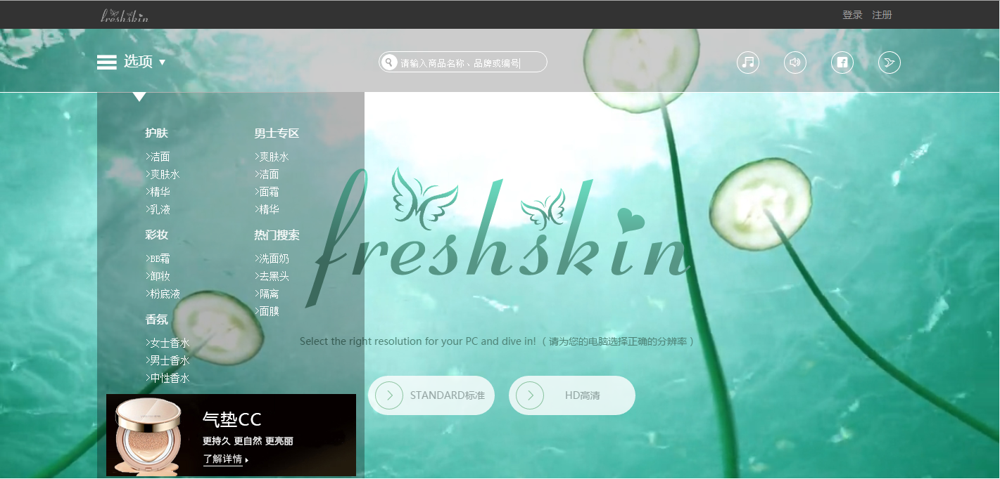 freshskin
登录 注册
选项
请输入商品名称、品牌或编号
护肤
>洁面
>爽肤水
>精华
>乳液
彩妆
>BB霜
>卸妆
>粉底液
香氛
>女士香水
>男士香水
>中性香水
男士专区
>爽肤水
>洁面
>面霜
>精华
热门搜索
>洗面奶
>去黑头
>隔离
>面膜
气垫CC
更持久 更自然 更亮丽
了解详情
freshskin
Select the right resolution for your PC and dive in!（请为您的电脑选择正确的分辨率）
STANDARD标准
HD高清